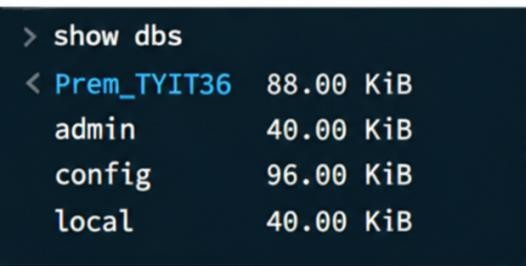 > show dbs
< Prem_TYIT36 88.00 KiB
admin 40.00 KiB
config 96.00 KiB
local 40.00 KiB